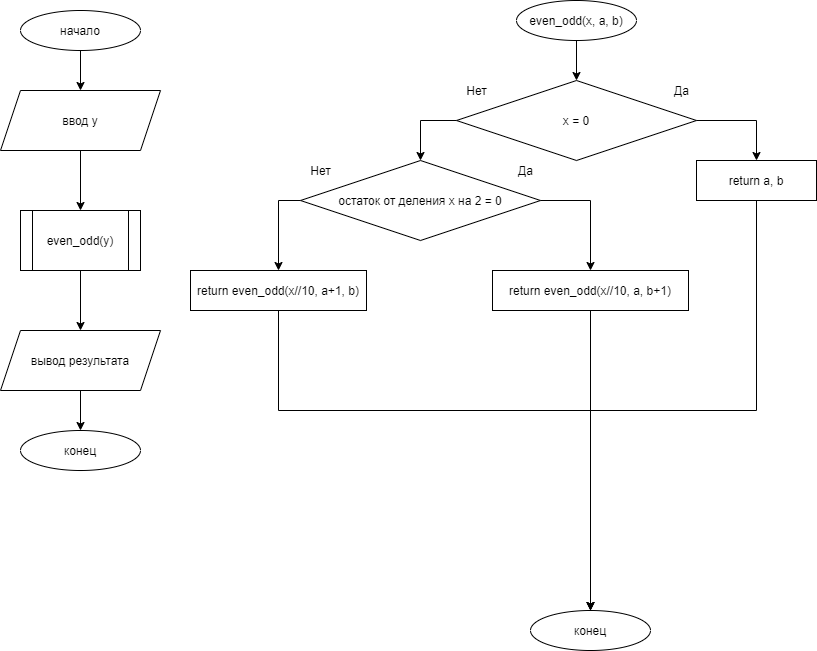 начало
ввод y
even_odd(y)
вывод результата
конец
even_odd(x, a, b)
Нет
Да
x = 0
return a, b
Нет
Да
остаток от деления x на 2 = 0
return even_odd(x//10, a+1, b)
return even_odd(x//10, a, b+1)
конец